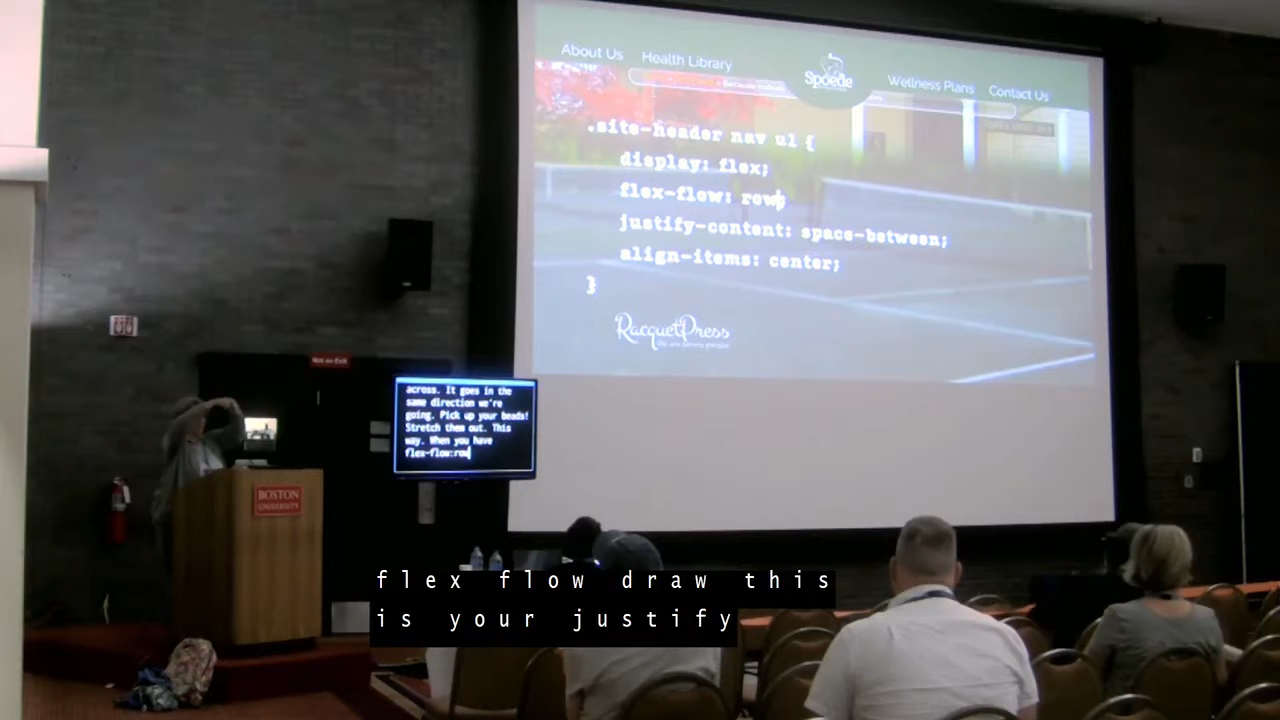 About Us Health Library Spoede Wellness Plans Contact Us
.site-header nav ul {
display: flex;
flex-flow: row;
justify-content: space-between;
align-items: center;
}
RacquetPress
Not an Exit
across. It goes in the
same direction we're
going. Pick up your beads!
Stretch them out. This
way. When you have
flex-flow:row
BOSTON
UNIVERSITY
flex flow draw this
is your justify